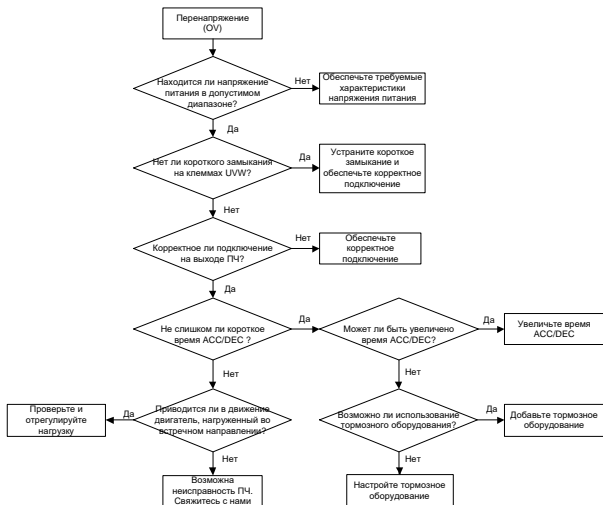 Перенапряжение
(OV)
Находится ли напряжение
питания в допустимом
диапазоне?
Нет
Обеспечьте требуемые
характеристики
напряжения питания
Да
Нет ли короткого замыкания
на клеммах UVW?
Да
Устраните короткое
замыкание и
обеспечьте корректное
подключение
Нет
Корректное ли подключение
на выходе ПЧ?
Нет
Обеспечьте
корректное
подключение
Да
Не слишком ли короткое
время ACC/DEC ?
Да
Может ли быть увеличено
время ACC/DEC?
Да
Увеличьте время
ACC/DEC
Нет
Нет
Проверьте и
отрегулируйте
нагрузку
Да
Приводится ли в движение
двигатель, нагруженный во
встречном направлении?
Возможно ли использование
тормозного оборудования?
Да
Добавьте тормозное
оборудование
Нет
Нет
Возможна
неисправность ПЧ.
Свяжитесь с нами
Настройте тормозное
оборудование